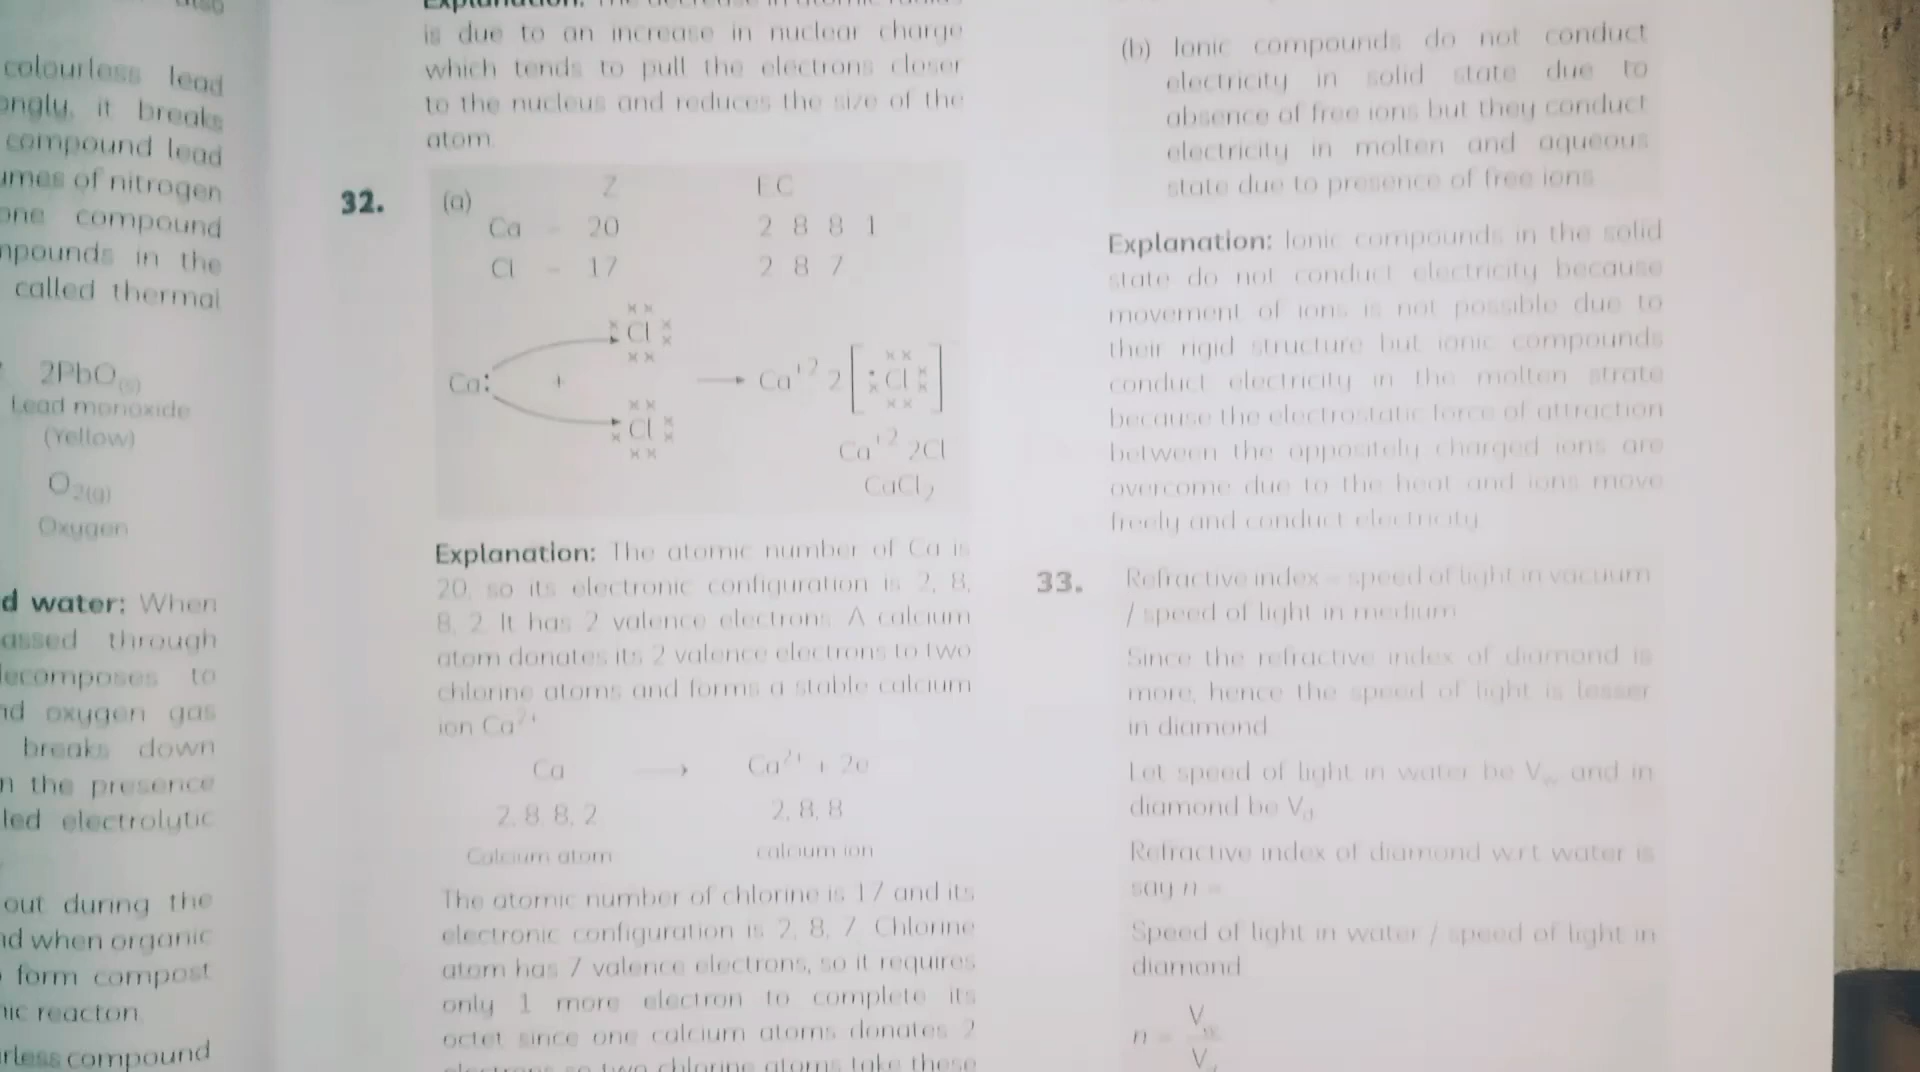 colourless lead
ongly, it breaks
compound lead
umes of nitrogen
one compound
mpounds in the
called thermal
2PbO(s)
Lead monoxide
(Yellow)
O2(g)
Oxygen
d water: When
assed through
decomposes to
nd oxygen gas
breaks down
n the presence
led electrolytic
out during the
nd when organic
form compost
nic reacton.
rless compound
is due to an increase in nuclear charge
which tends to pull the electrons closer
to the nucleus and reduces the size of the
atom.
32. (a) Z EC
Ca - 20 2 8 8 1
Cl - 17 2 8 7
Cl
Ca: + → Ca+2 2[Cl]
Cl
Ca+2 2Cl
CaCl2
Explanation: The atomic number of Ca is
20, so its electronic configuration is 2, 8,
8, 2. It has 2 valence electrons. A calcium
atom donates its 2 valence electrons to two
chlorine atoms and forms a stable calcium
ion Ca2+
Ca → Ca2+ + 2e
2, 8, 8, 2 2, 8, 8
Calcium atom calcium ion
The atomic number of chlorine is 17 and its
electronic configuration is 2, 8, 7. Chlorine
atom has 7 valence electrons, so it requires
only 1 more electron to complete its
octet since one calcium atoms donates 2
electrons so two chlorine atoms take these
(b) Ionic compounds do not conduct
electricity in solid state due to
absence of free ions but they conduct
electricity in molten and aqueous
state due to presence of free ions.
Explanation: Ionic compounds in the solid
state do not conduct electricity because
movement of ions is not possible due to
their rigid structure but ionic compounds
conduct electricity in the molten strate
because the electrostatic force of attraction
between the oppositely charged ions are
overcome due to the heat and ions move
freely and conduct electricity.
33. Refractive index = speed of light in vacuum
/ speed of light in medium
Since the refractive index of diamond is
more, hence the speed of light is lesser
in diamond
Let speed of light in water be Vw and in
diamond be Vd
Refractive index of diamond w.r.t water is
say n =
Speed of light in water / speed of light in
diamond
n = Vw
Vd